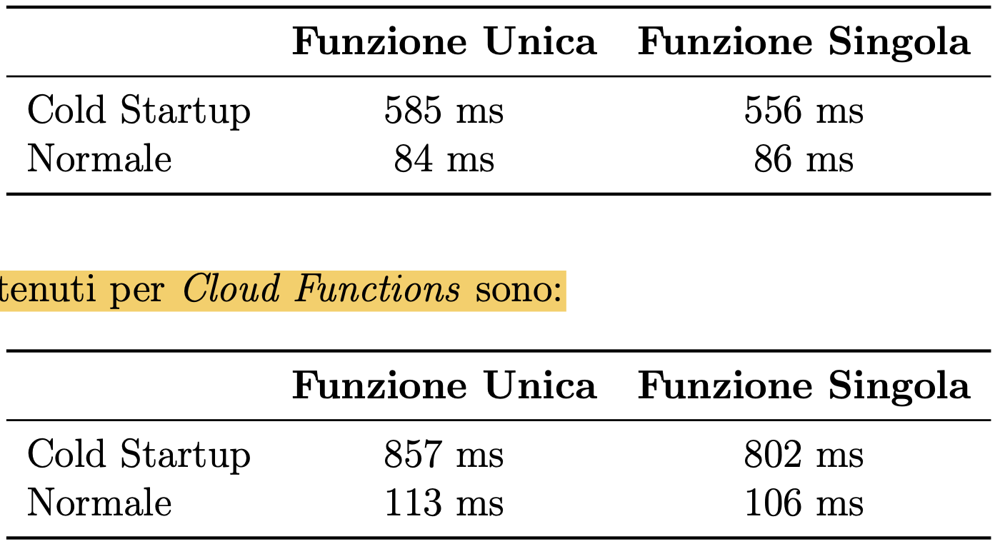 Funzione Unica Funzione Singola
Cold Startup 585 ms 556 ms
Normale 84 ms 86 ms
tenuti per Cloud Functions sono:
Funzione Unica Funzione Singola
Cold Startup 857 ms 802 ms
Normale 113 ms 106 ms